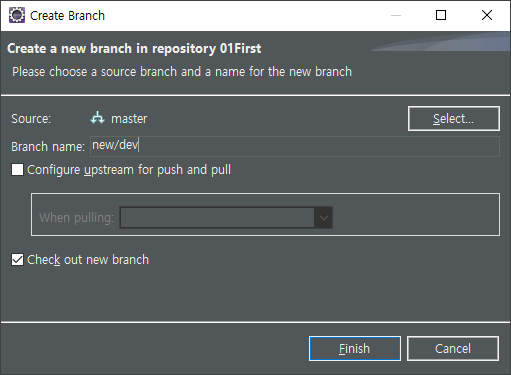 Create Branch
Create a new branch in repository 01First
Please choose a source branch and a name for the new branch
Source: master Select...
Branch name: new/dev
Configure upstream for push and pull
When pulling:
Check out new branch
Finish Cancel